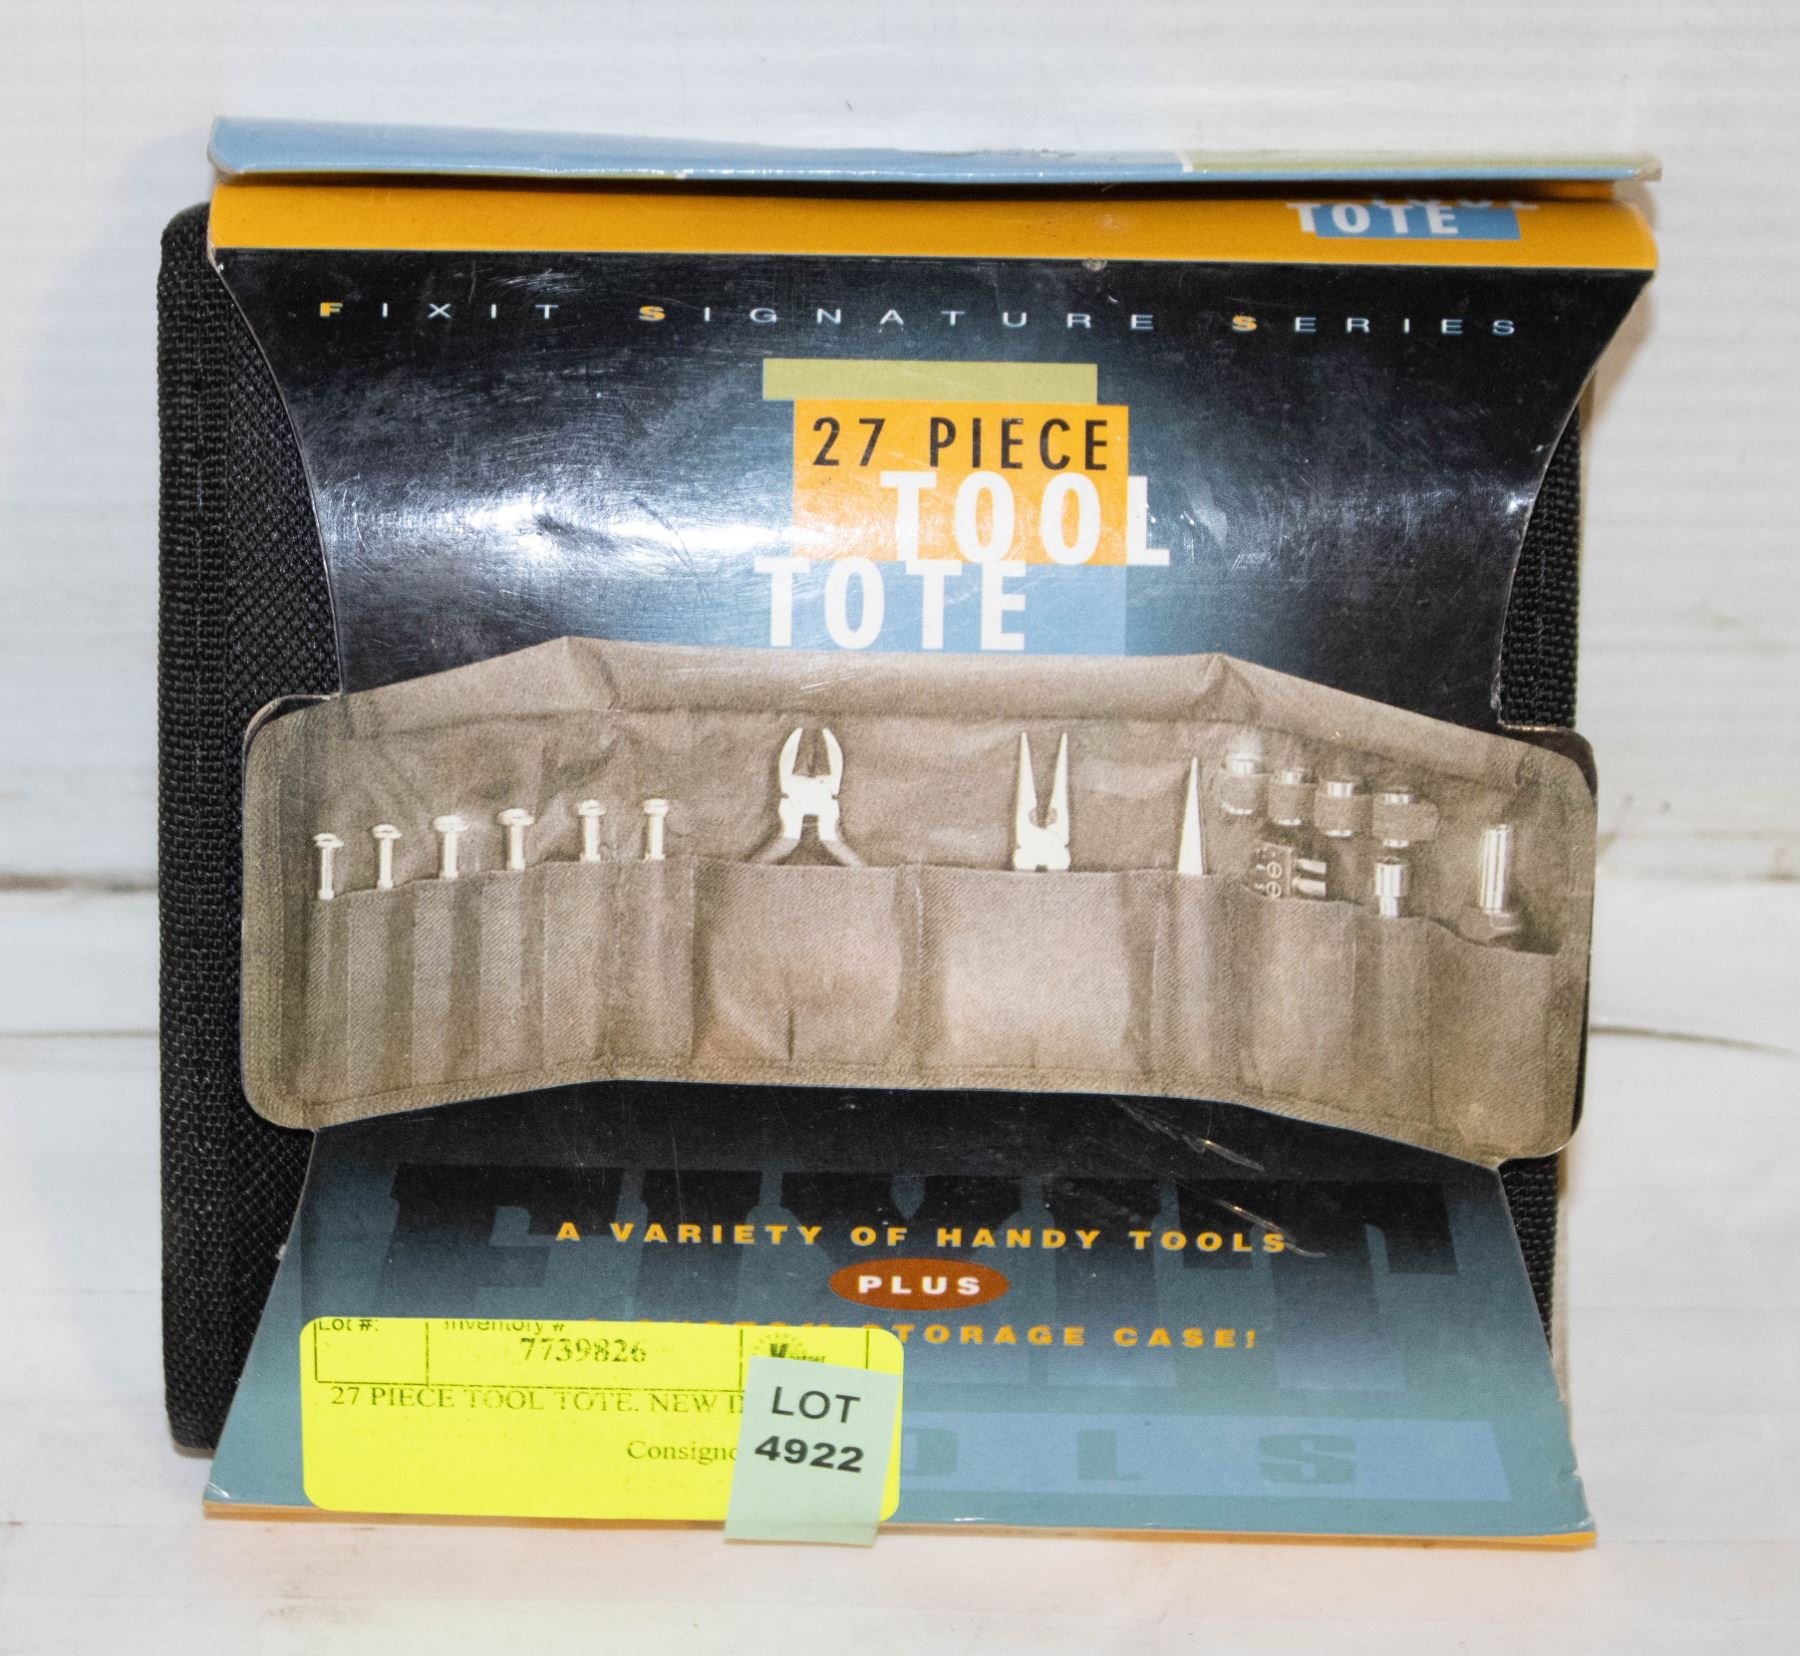 TOTE
FIXIT SIGNATURE SERIES
27 PIECE
TOOL
TOTE
A VARIETY OF HANDY TOOLS
PLUS
STORAGE CASE!
FIXIT
Lot #:
Inventory #:
7739826
27 PIECE TOOL TOTE. NEW
LOT
4922